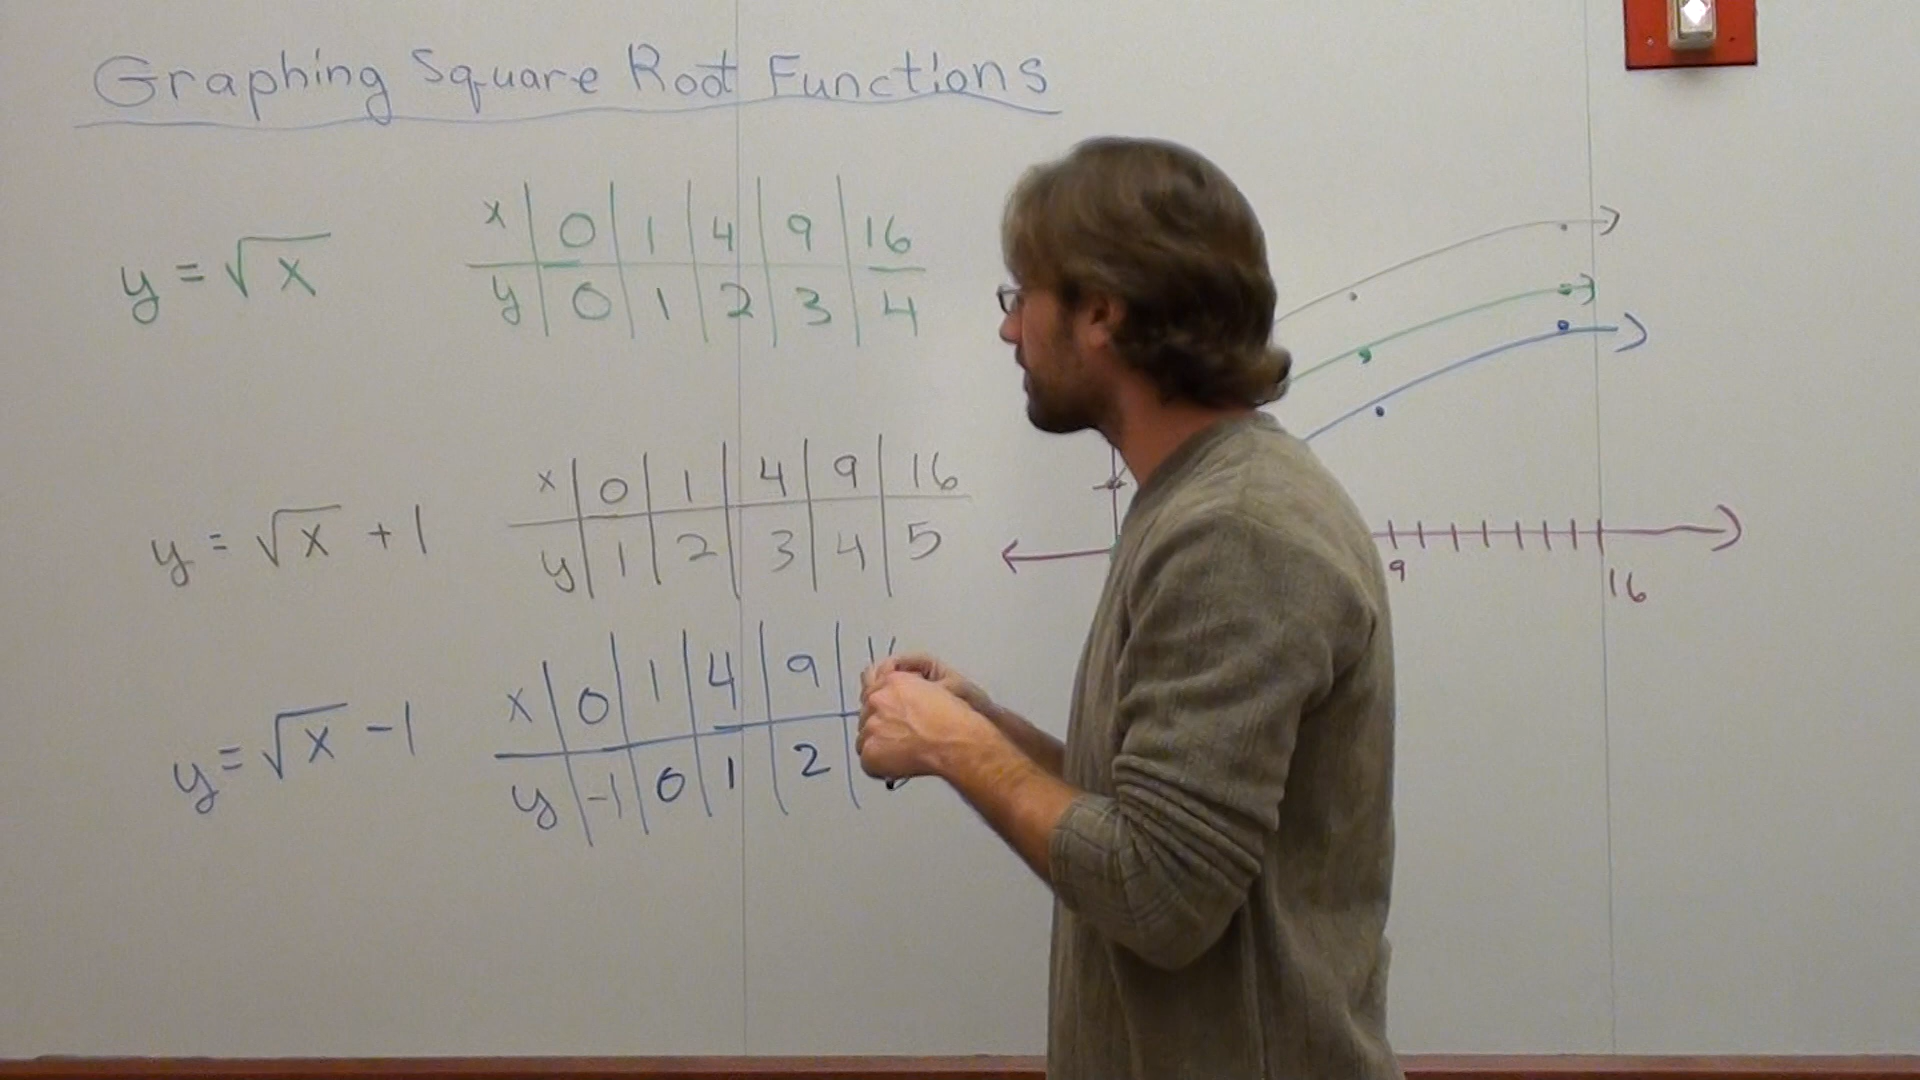 Graphing Square Root Functions
y = √x
x 0 1 4 9 16
y 0 1 2 3 4
y = √x + 1
x 0 1 4 9 16
y 1 2 3 4 5
y = √x - 1
x 0 1 4 9
y -1 0 1 2
9 16